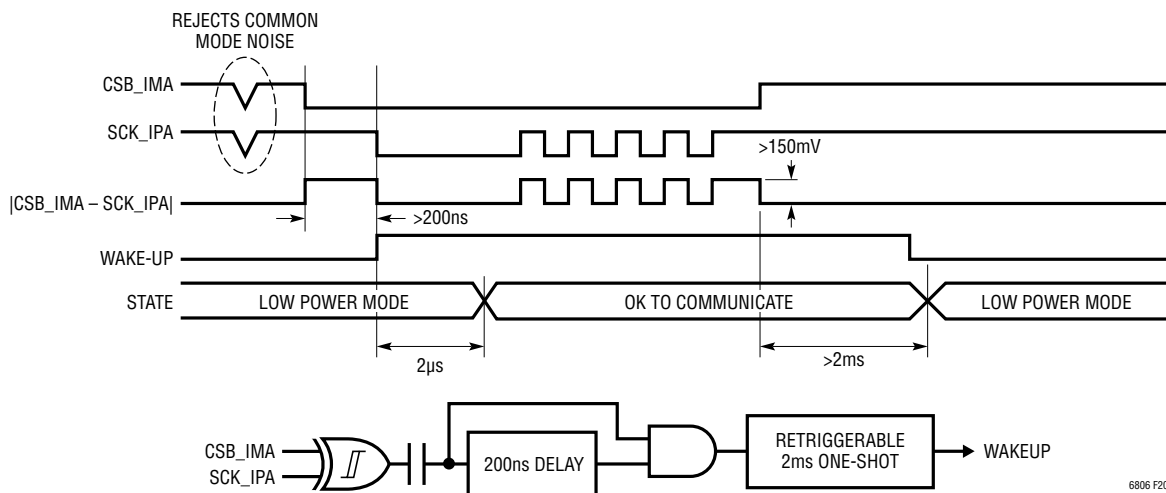 REJECTS COMMON
MODE NOISE
CSB_IMA
SCK_IPA
>150mV
|CSB_IMA – SCK_IPA|
>200ns
WAKE-UP
STATE
LOW POWER MODE
OK TO COMMUNICATE
LOW POWER MODE
2µs
>2ms
CSB_IMA
SCK_IPA
200ns DELAY
RETRIGGERABLE
2ms ONE-SHOT
WAKEUP
6806 F20